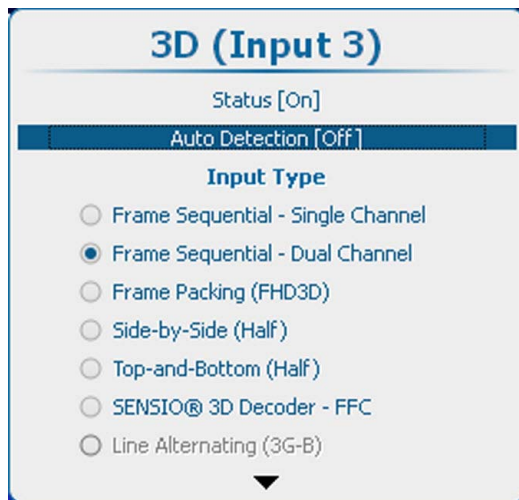 3D (Input 3)
Status [On]
Auto Detection [Off]
Input Type
Frame Sequential - Single Channel
Frame Sequential - Dual Channel
Frame Packing (FHD3D)
Side-by-Side (Half)
Top-and-Bottom (Half)
SENSIO® 3D Decoder - FFC
Line Alternating (3G-B)